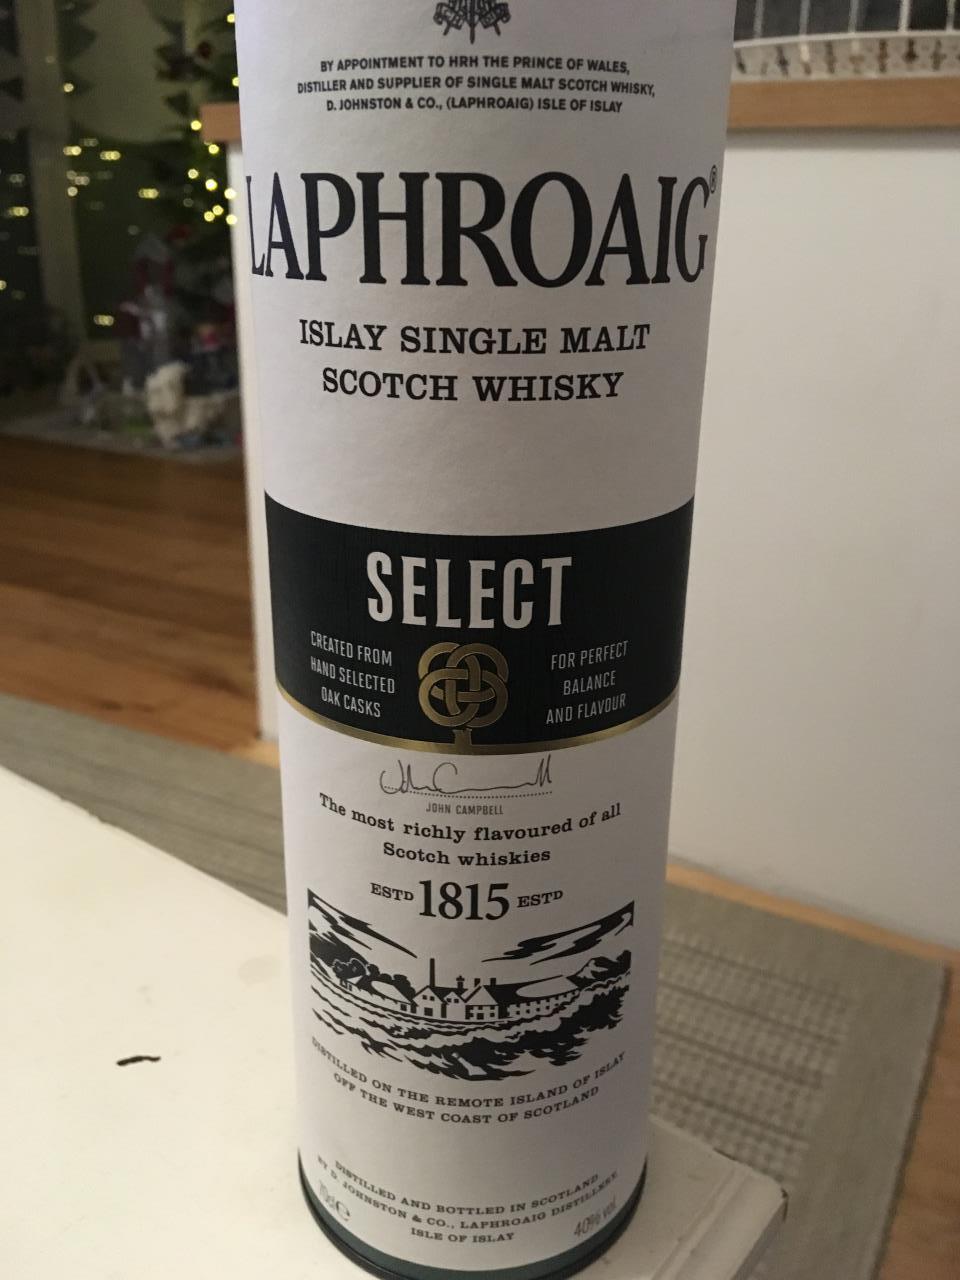 BY APPOINTMENT TO HRH THE PRINCE OF WALES,
DISTILLER AND SUPPLIER OF SINGLE MALT SCOTCH WHISKY,
D. JOHNSTON & CO., (LAPHROAIG) ISLE OF ISLAY
LAPHROAIG®
ISLAY SINGLE MALT
SCOTCH WHISKY
SELECT
CREATED FROM
HAND SELECTED
OAK CASKS
FOR PERFECT
BALANCE
AND FLAVOUR
John Campbell
JOHN CAMPBELL
The most richly flavoured of all
Scotch whiskies
ESTD 1815 ESTD
DISTILLED ON THE REMOTE ISLAND OF ISLAY
OFF THE WEST COAST OF SCOTLAND
DISTILLED AND BOTTLED IN SCOTLAND
BY D. JOHNSTON & CO., LAPHROAIG DISTILLERY
ISLE OF ISLAY
70cl e
40% vol